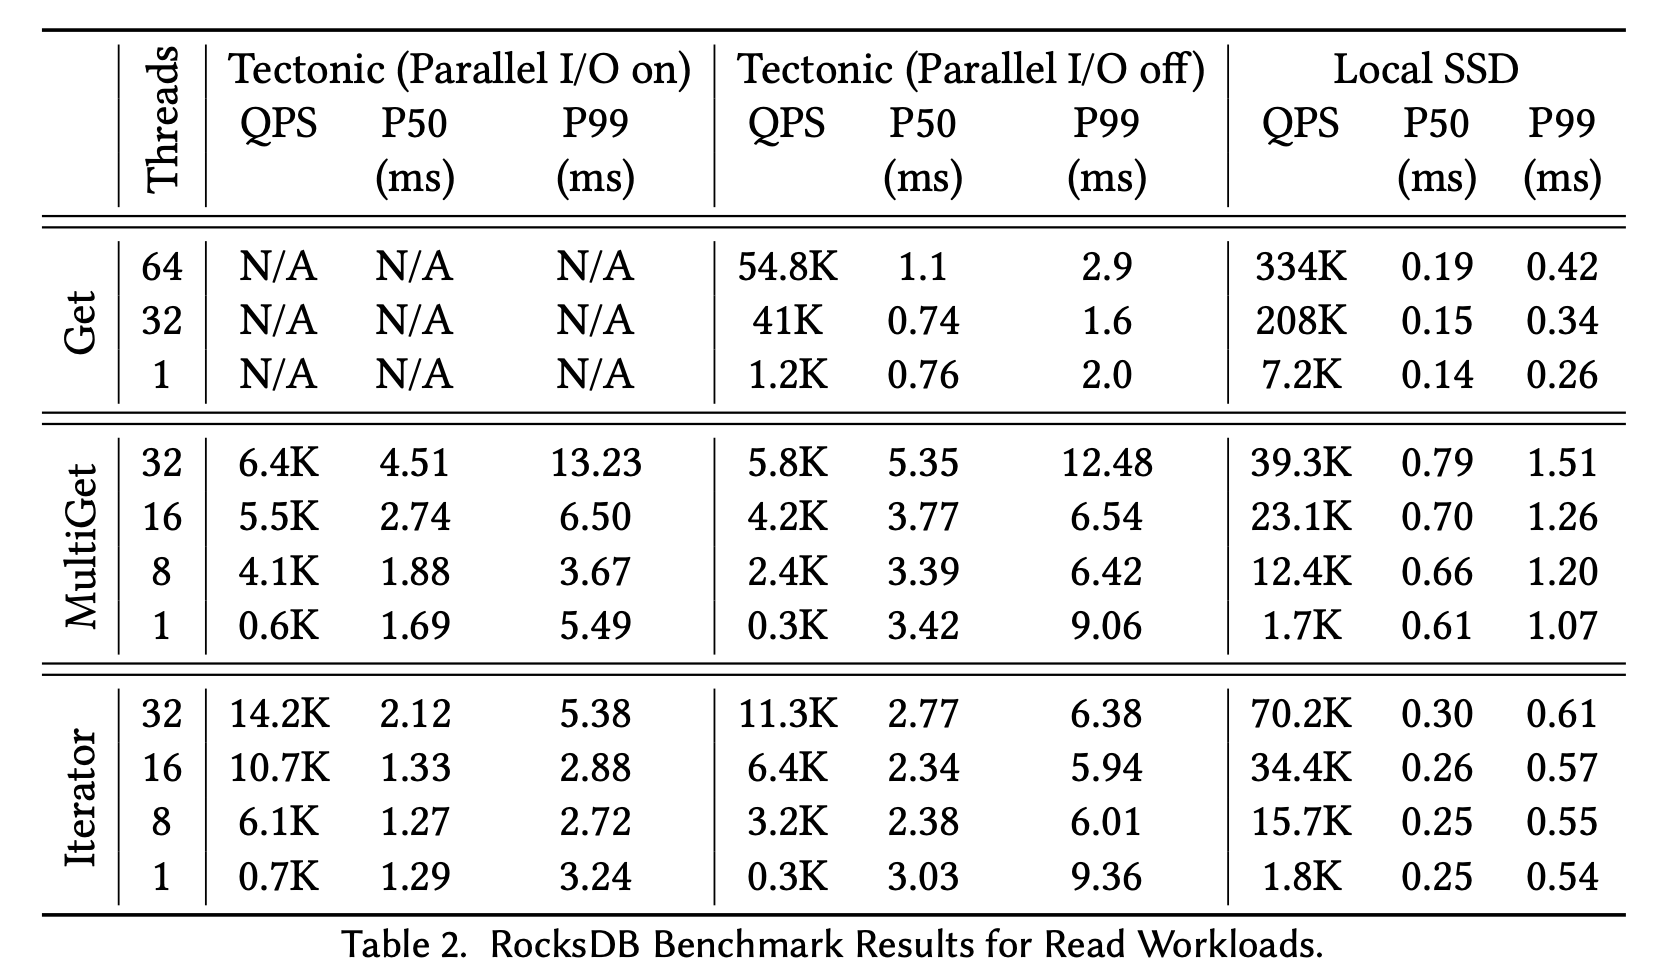 Threads Tectonic (Parallel I/O on) Tectonic (Parallel I/O off) Local SSD
QPS P50 P99 QPS P50 P99 QPS P50 P99
(ms) (ms) (ms) (ms) (ms) (ms)
Get
64 N/A N/A N/A 54.8K 1.1 2.9 334K 0.19 0.42
32 N/A N/A N/A 41K 0.74 1.6 208K 0.15 0.34
1 N/A N/A N/A 1.2K 0.76 2.0 7.2K 0.14 0.26
MultiGet
32 6.4K 4.51 13.23 5.8K 5.35 12.48 39.3K 0.79 1.51
16 5.5K 2.74 6.50 4.2K 3.77 6.54 23.1K 0.70 1.26
8 4.1K 1.88 3.67 2.4K 3.39 6.42 12.4K 0.66 1.20
1 0.6K 1.69 5.49 0.3K 3.42 9.06 1.7K 0.61 1.07
Iterator
32 14.2K 2.12 5.38 11.3K 2.77 6.38 70.2K 0.30 0.61
16 10.7K 1.33 2.88 6.4K 2.34 5.94 34.4K 0.26 0.57
8 6.1K 1.27 2.72 3.2K 2.38 6.01 15.7K 0.25 0.55
1 0.7K 1.29 3.24 0.3K 3.03 9.36 1.8K 0.25 0.54
Table 2. RocksDB Benchmark Results for Read Workloads.